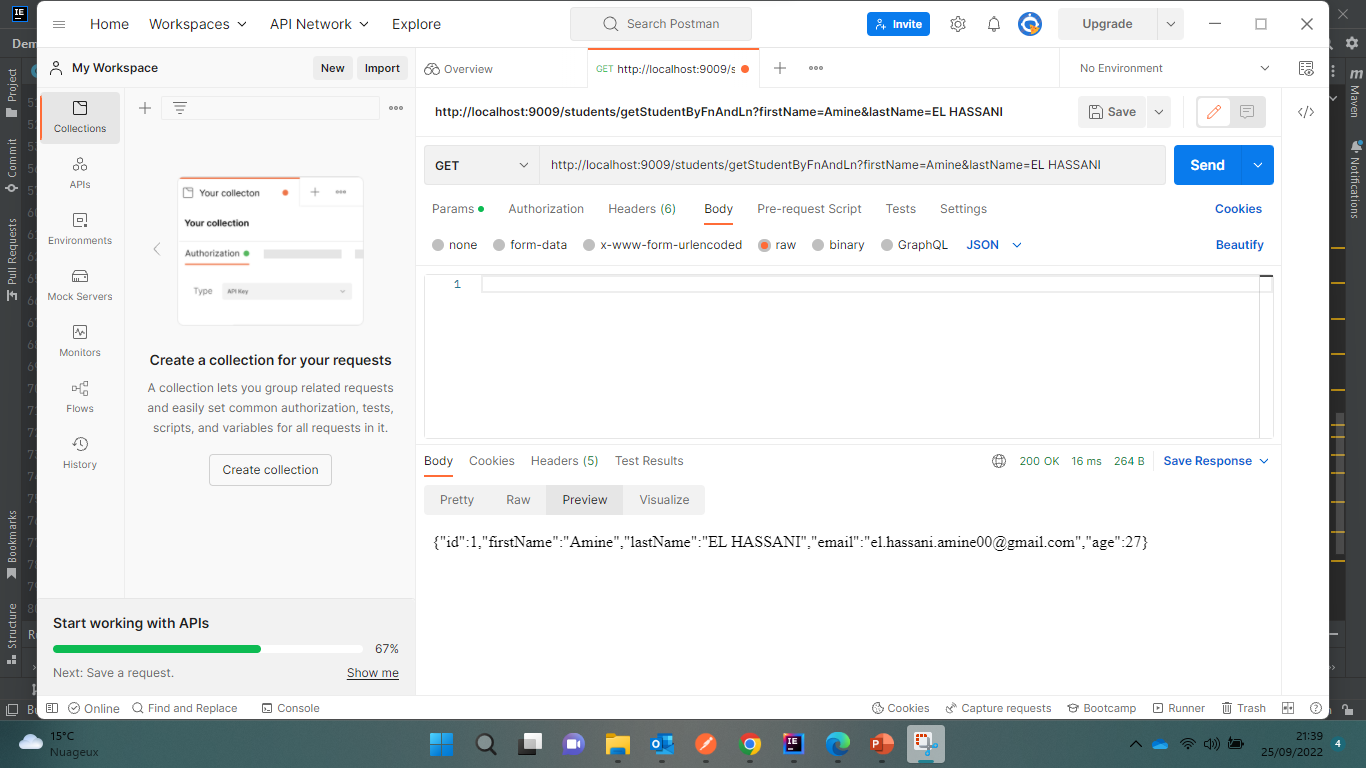 Home Workspaces API Network Explore Search Postman Invite Upgrade
Dem
My Workspace New Import Overview GET http://localhost:9009/s No Environment
http://localhost:9009/students/getStudentByFnAndLn?firstName=Amine&lastName=EL HASSANI Save
GET http://localhost:9009/students/getStudentByFnAndLn?firstName=Amine&lastName=EL HASSANI Send
Params Authorization Headers (6) Body Pre-request Script Tests Settings Cookies
none form-data x-www-form-urlencoded raw binary GraphQL JSON Beautify
1
Project
Commit
Pull Requests
Bookmarks
Structure
Maven
Notifications
Collections
APIs
Environments
Mock Servers
Monitors
Flows
History
Your collecton
Your collection
Authorization
Type API Key
Create a collection for your requests
A collection lets you group related requests
and easily set common authorization, tests,
scripts, and variables for all requests in it.
Create collection
Body Cookies Headers (5) Test Results 200 OK 16 ms 264 B Save Response
Pretty Raw Preview Visualize
{"id":1,"firstName":"Amine","lastName":"EL HASSANI","email":"el.hassani.amine00@gmail.com","age":27}
Start working with APIs
67%
Next: Save a request. Show me
Online Find and Replace Console Cookies Capture requests Bootcamp Runner Trash
15°C
Nuageux
21:39
25/09/2022
4